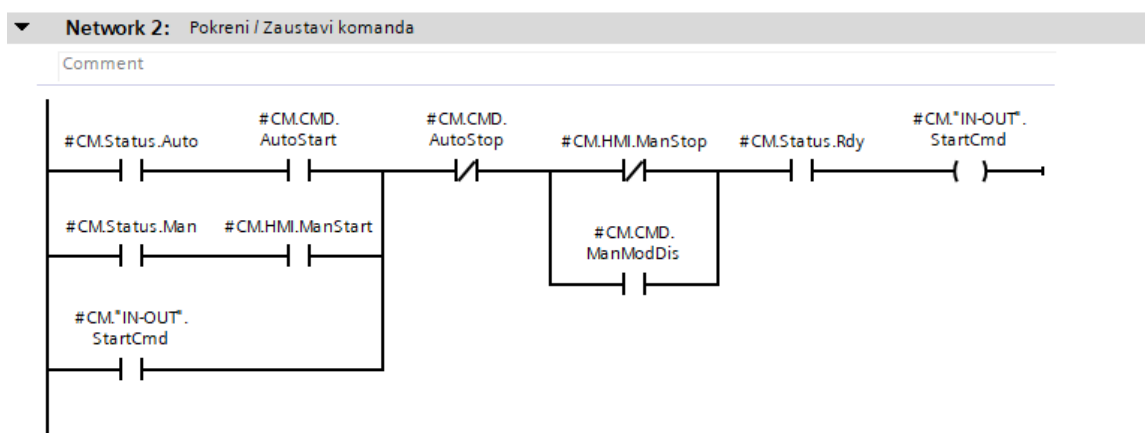 Network 2: Pokreni / Zaustavi komanda
Comment
#CM.Status.Auto
#CM.CMD.
AutoStart
#CM.CMD.
AutoStop
#CM.HMI.ManStop
#CM.Status.Rdy
#CM."IN-OUT".
StartCmd
#CM.Status.Man
#CM.HMI.ManStart
#CM.CMD.
ManModDis
#CM."IN-OUT".
StartCmd